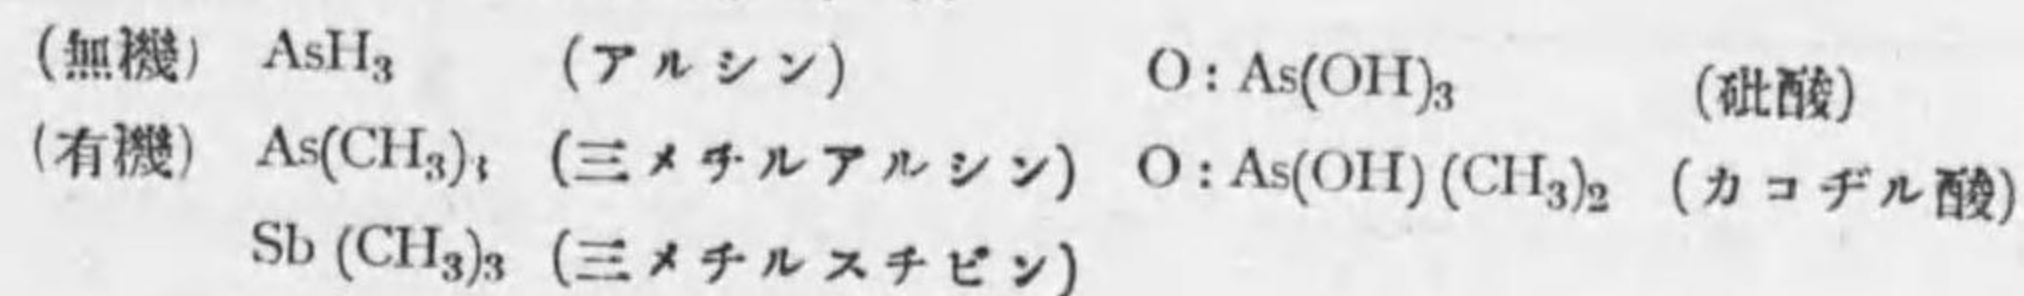 (無機) AsH₃ (アルシン) O:As(OH)₃ (砒酸)
(有機) As(CH₃)₃ (三メチルアルシン) O:As(OH)(CH₃)₂ (カコヂル酸)
Sb (CH₃)₃ (三メチルスチビン)